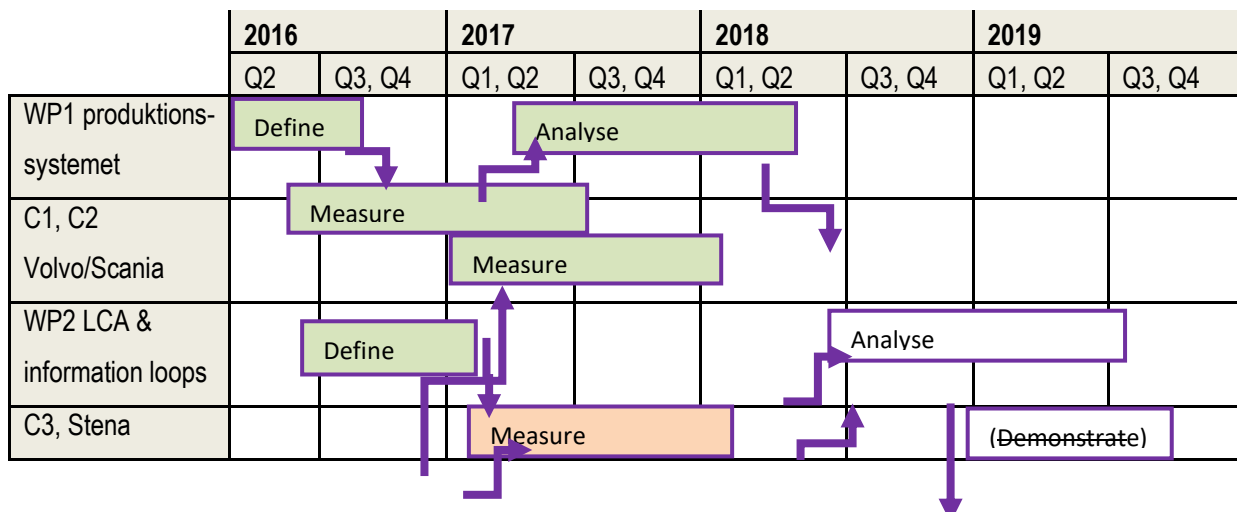 2016 2017 2018 2019
Q2 Q3, Q4 Q1, Q2 Q3, Q4 Q1, Q2 Q3, Q4 Q1, Q2 Q3, Q4
WP1 produktions-
systemet
Define
Analyse
C1, C2
Volvo/Scania
Measure
Measure
WP2 LCA &
information loops
Define
Analyse
C3, Stena
Measure
(Demonstrate)